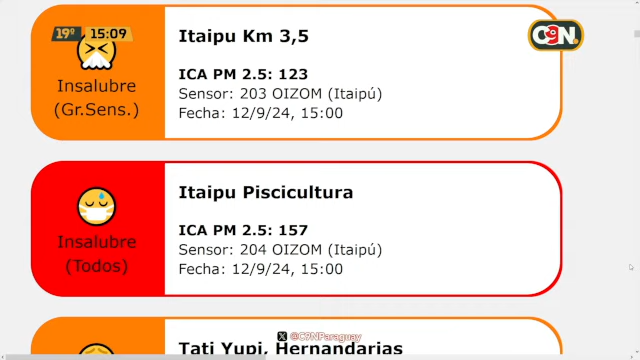 19º 15:09
C9N
Itaipu Km 3,5
ICA PM 2.5: 123
Sensor: 203 OIZOM (Itaipú)
Fecha: 12/9/24, 15:00
Insalubre
(Gr.Sens.)
Itaipu Piscicultura
ICA PM 2.5: 157
Sensor: 204 OIZOM (Itaipú)
Fecha: 12/9/24, 15:00
Insalubre
(Todos)
X @C9NParaguay
Tati Yupi, Hernandarias